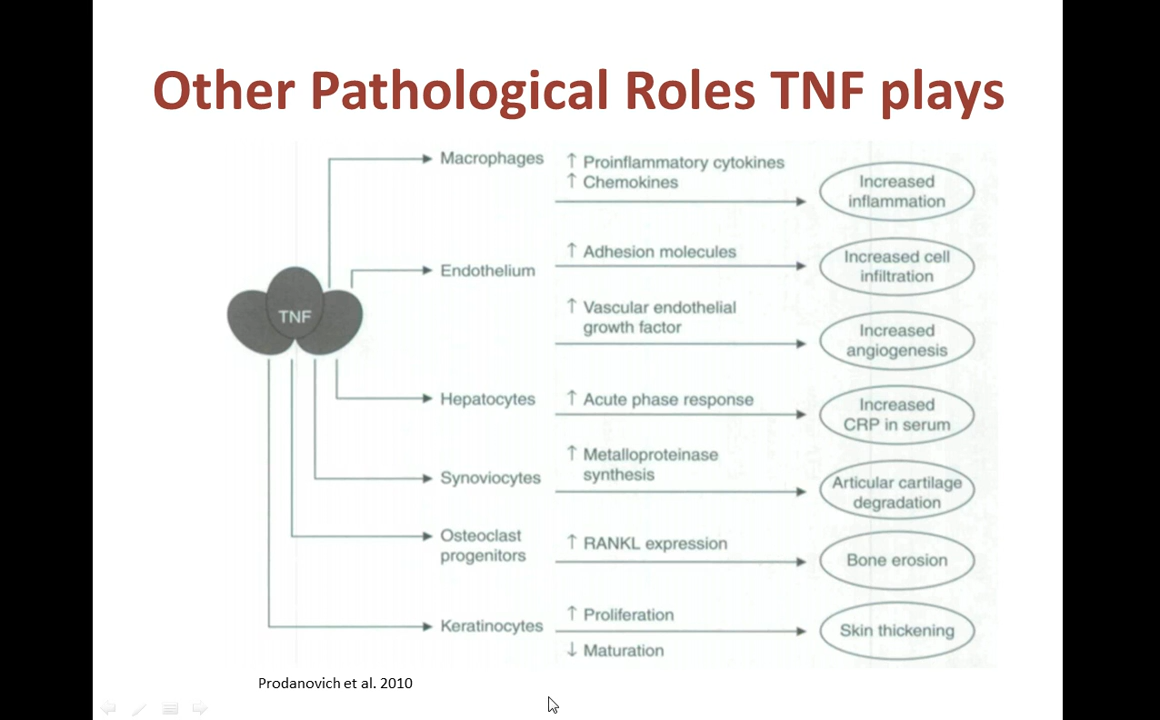 Other Pathological Roles TNF plays
TNF
Macrophages
↑ Proinflammatory cytokines
↑ Chemokines
Increased
inflammation
Endothelium
↑ Adhesion molecules
Increased cell
infiltration
↑ Vascular endothelial
growth factor
Increased
angiogenesis
Hepatocytes
↑ Acute phase response
Increased
CRP in serum
Synoviocytes
↑ Metalloproteinase
synthesis
Articular cartilage
degradation
Osteoclast
progenitors
↑ RANKL expression
Bone erosion
Keratinocytes
↑ Proliferation
↓ Maturation
Skin thickening
Prodanovich et al. 2010